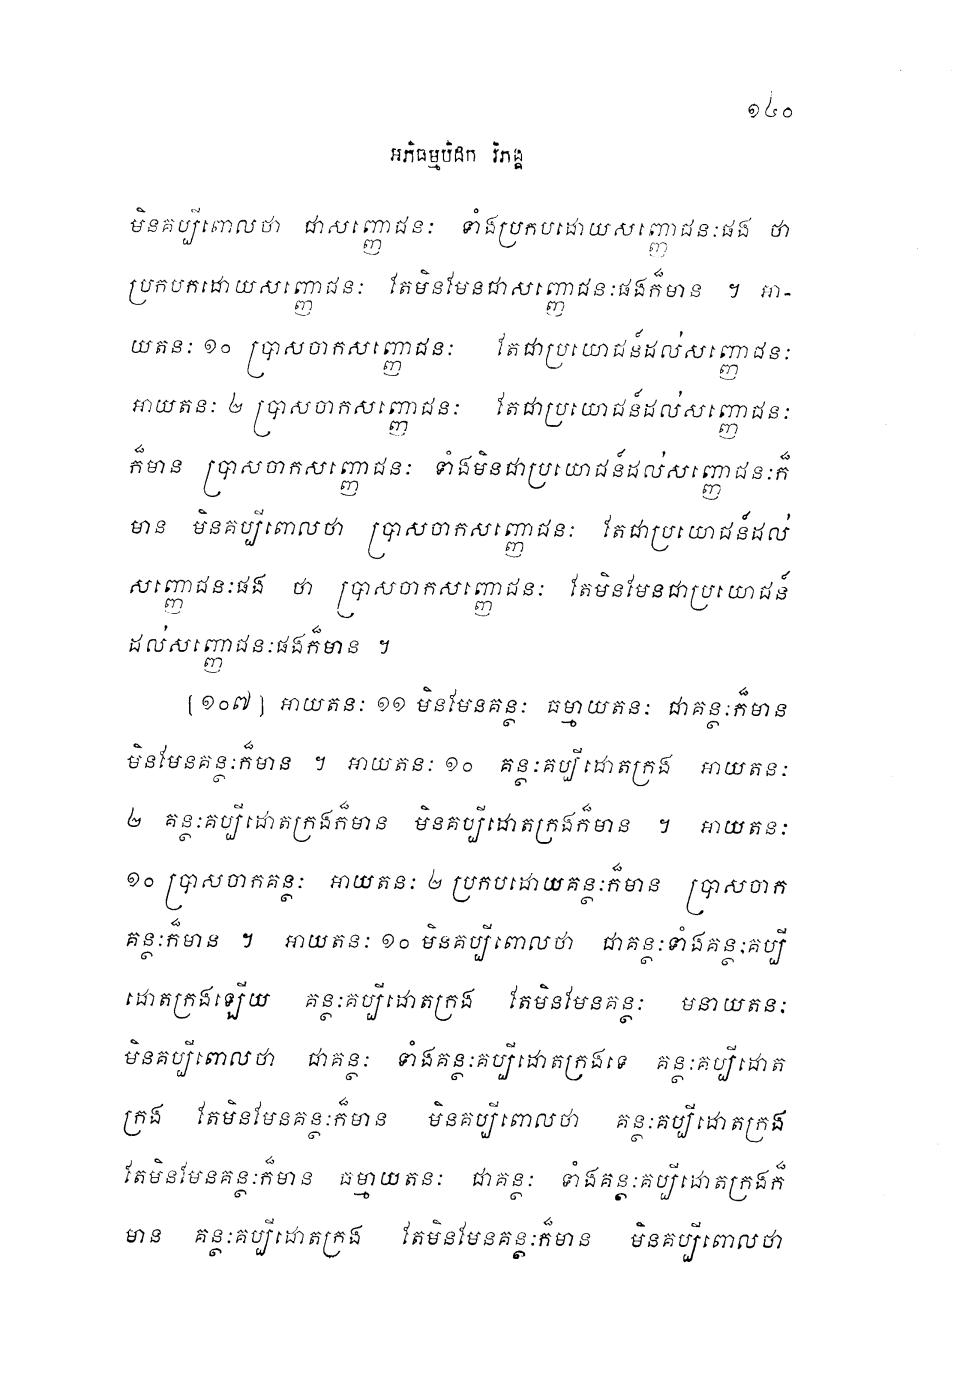 ១៤០
អភិធម្មបិដក វិភង្គ
មិនគប្បីពោលថា ជាសញ្ញោជនៈ ទាំងប្រកបដោយសញ្ញោជនៈផង ថា
ប្រកបកដោយសញ្ញោជនៈ តែមិនមែនជាសញ្ញោជនៈផងក៏មាន ។ អា-
យតនៈ ១០ ប្រាសចាកសញ្ញោជនៈ តែជាប្រយោជន៍ដល់សញ្ញោជនៈ
អាយតនៈ ២ ប្រាសចាកសញ្ញោជនៈ តែជាប្រយោជន៍ដល់សញ្ញោជនៈ
ក៏មាន ប្រាសចាកសញ្ញោជនៈ ទាំងមិនជាប្រយោជន៍ដល់សញ្ញោជនៈក៏
មាន មិនគប្បីពោលថា ប្រាសចាកសញ្ញោជនៈ តែជាប្រយោជន៍ដល់
សញ្ញោជនៈផង ថា ប្រាសចាកសញ្ញោជនៈ តែមិនមែនជាប្រយោជន៍
ដល់សញ្ញោជនៈផងក៏មាន ។
[១០៧] អាយតនៈ ១១ មិនមែនគន្ថៈ ធម្មាយតនៈ ជាគន្ថៈក៏មាន
មិនមែនគន្ថៈក៏មាន ។ អាយតនៈ ១០ គន្ថៈគប្បីដោតក្រង អាយតនៈ
២ គន្ថៈគប្បីដោតក្រងក៏មាន មិនគប្បីដោតក្រងក៏មាន ។ អាយតនៈ
១០ ប្រាសចាកគន្ថៈ អាយតនៈ ២ ប្រកបដោយគន្ថៈក៏មាន ប្រាសចាក
គន្ថៈក៏មាន ។ អាយតនៈ ១០ មិនគប្បីពោលថា ជាគន្ថៈទាំងគន្ថៈគប្បី
ដោតក្រងឡើយ គន្ថៈគប្បីដោតក្រង តែមិនមែនគន្ថៈ មនាយតនៈ
មិនគប្បីពោលថា ជាគន្ថៈ ទាំងគន្ថៈគប្បីដោតក្រងទេ គន្ថៈគប្បីដោត
ក្រង តែមិនមែនគន្ថៈក៏មាន មិនគប្បីពោលថា គន្ថៈគប្បីដោតក្រង
តែមិនមែនគន្ថៈក៏មាន ធម្មាយតនៈ ជាគន្ថៈ ទាំងគន្ថៈគប្បីដោតក្រងក៏
មាន គន្ថៈគប្បីដោតក្រង តែមិនមែនគន្ថៈក៏មាន មិនគប្បីពោលថា